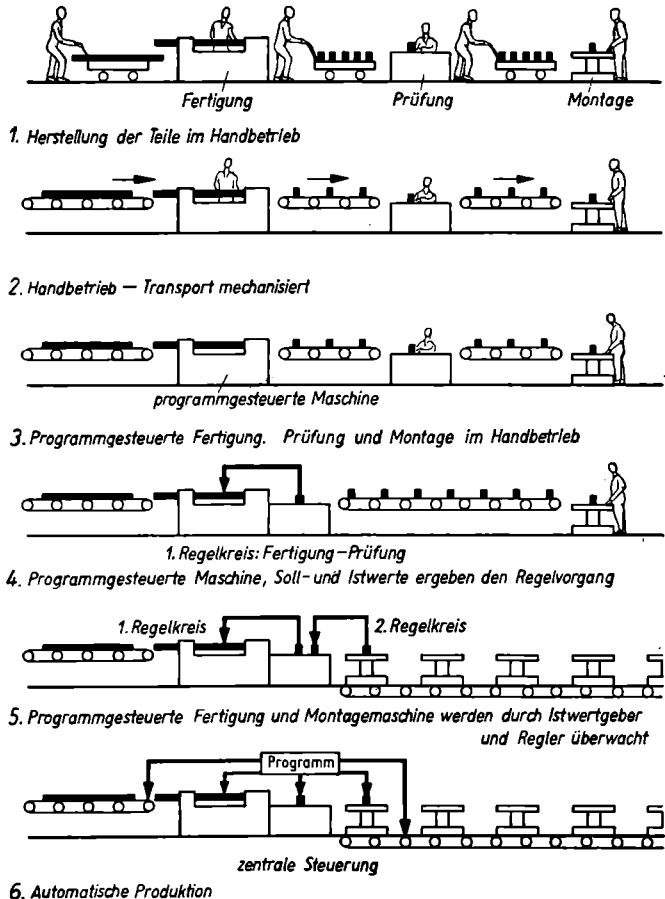 Fertigung Prüfung Montage
1. Herstellung der Teile im Handbetrieb
2. Handbetrieb — Transport mechanisiert
programmgesteuerte Maschine
3. Programmgesteuerte Fertigung. Prüfung und Montage im Handbetrieb
1. Regelkreis: Fertigung-Prüfung
4. Programmgesteuerte Maschine, Soll-und Istwerte ergeben den Regelvorgang
1. Regelkreis 2. Regelkreis
5. Programmgesteuerte Fertigung und Montagemaschine werden durch Istwertgeber
und Regler überwacht
Programm
zentrale Steuerung
6. Automatische Produktion